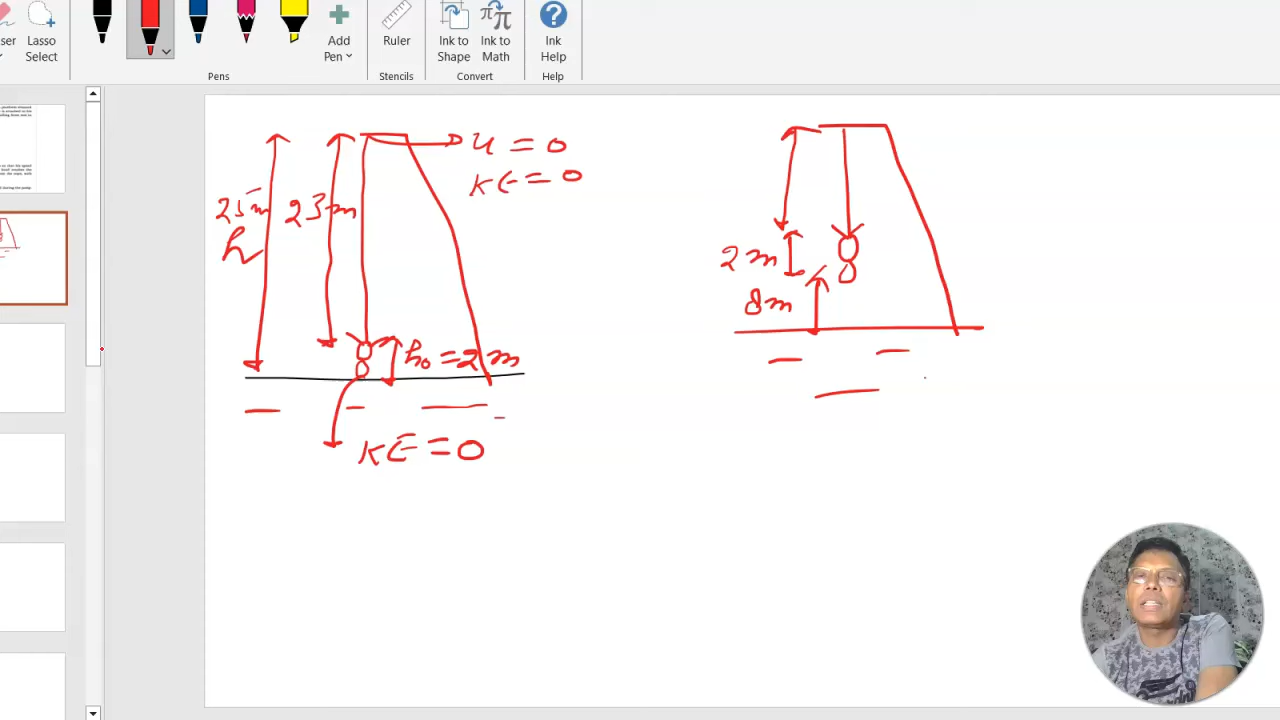 Lasso
Select
Add
Pen
Ruler
Ink to
Shape
Ink to
Math
Ink
Help
Pens
Stencils
Convert
Help
u = 0
KE = 0
25m
h
23m
h₀ = 2m
KE = 0
2m
8m